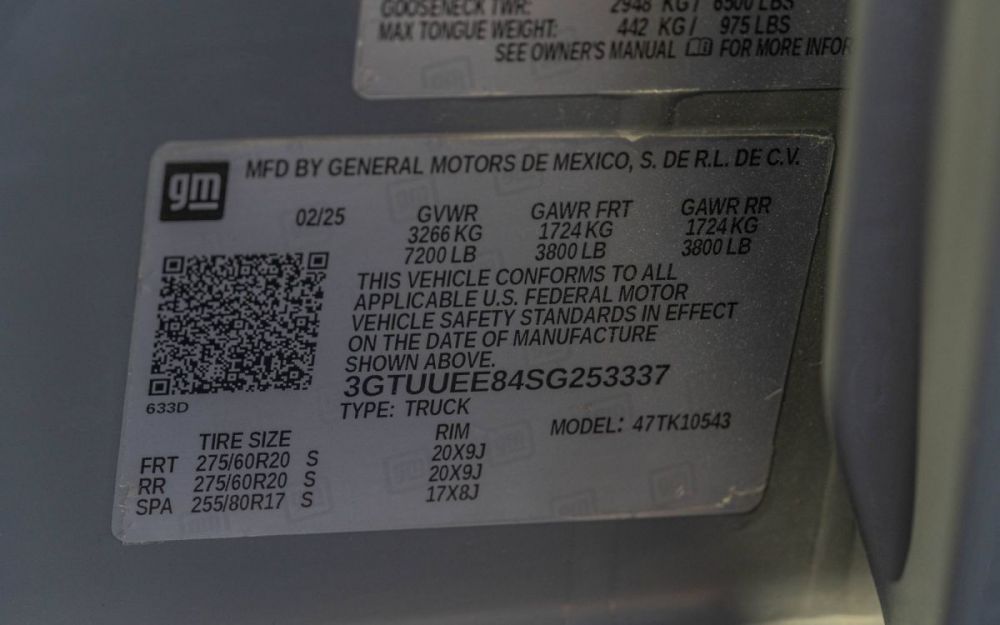 GOOSENECK TWR: 2948 KG / 6500 LBS
MAX TONGUE WEIGHT: 442 KG / 975 LBS
SEE OWNER'S MANUAL FOR MORE INFOR
gm
MFD BY GENERAL MOTORS DE MEXICO, S. DE R.L. DE C.V.
02/25 GVWR GAWR FRT GAWR RR
3266 KG 1724 KG 1724 KG
7200 LB 3800 LB 3800 LB
THIS VEHICLE CONFORMS TO ALL
APPLICABLE U.S. FEDERAL MOTOR
VEHICLE SAFETY STANDARDS IN EFFECT
ON THE DATE OF MANUFACTURE
SHOWN ABOVE.
3GTUUEE84SG253337
633D
TYPE: TRUCK
MODEL: 47TK10543
TIRE SIZE RIM
FRT 275/60R20 S 20X9J
RR 275/60R20 S 20X9J
SPA 255/80R17 S 17X8J